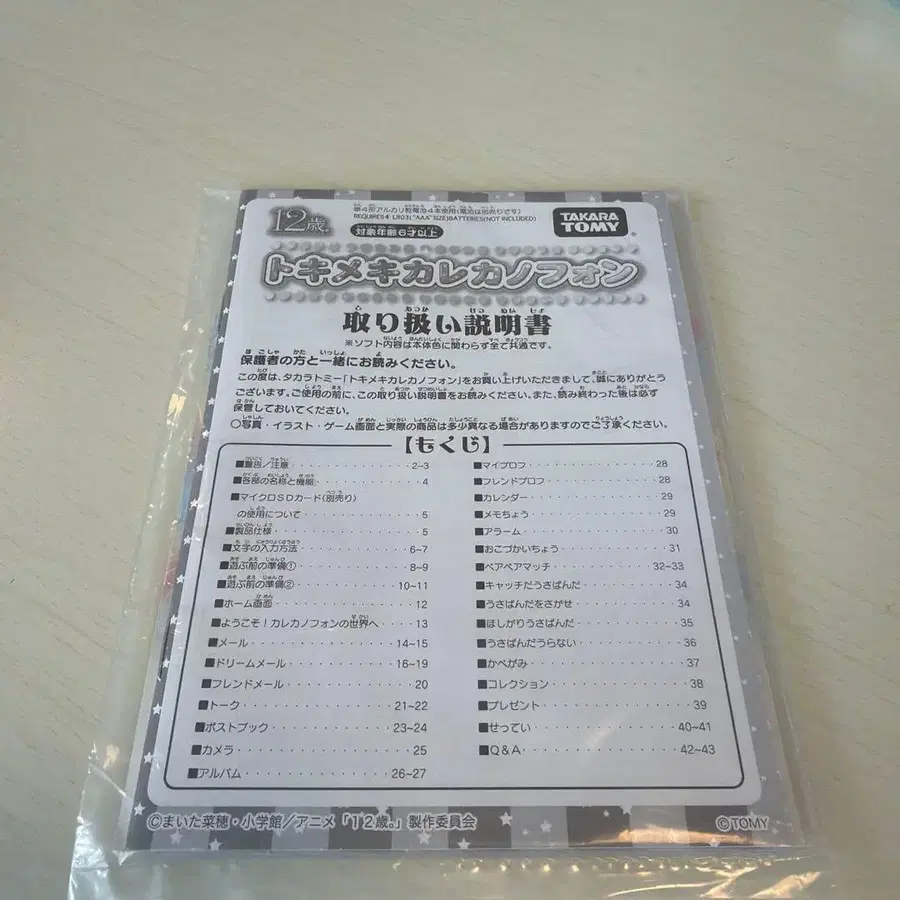 12歳。
単4形アルカリ乾電池4本使用(電池は別売りです)
REQUIRES 4 LR03("AAA"SIZE)BATTERIES(NOT INCLUDED)
対象年齢6才以上
TAKARA TOMY
トキメキカレカノフォン
取り扱い説明書
※ソフト内容は本体色に関わらず全て共通です。
保護者の方と一緒にお読みください。
この度は、タカラトミー「トキメキカレカノフォン」をお買い上げいただきまして、誠にありがとう
ございます。ご使用の前に、この取り扱い説明書をお読みください。また、読み終わった後は必ず
保管しておいてください。
○写真・イラスト・ゲーム画面と実際の商品は多少異なる場合がありますのでご了承ください。
【もくじ】
■警告/注意 2~3
■各部の名称と機能 4
■マイクロSDカード(別売り)
の使用について 5
■製品仕様 5
■文字の入力方法 6~7
■遊ぶ前の準備① 8~9
■遊ぶ前の準備② 10~11
■ホーム画面 12
■ようこそ!カレカノフォンの世界へ 13
■メール 14~15
■ドリームメール 16~19
■フレンドメール 20
■トーク 21~22
■ポストブック 23~24
■カメラ 25
■アルバム 26~27
■マイプロフ 28
■フレンドプロフ 28
■カレンダー 29
■メモちょう 29
■アラーム 30
■おこづかいちょう 31
■ペアペアマッチ 32~33
■キャッチだうさぱんだ 34
■うさぱんだをさがせ 34
■ほしがりうさぱんだ 35
■うさぱんだうらない 36
■かべがみ 37
■コレクション 38
■プレゼント 39
■せってい 40~41
■Q&A 42~43
©まいた菜穂・小学館/アニメ「12歳。」製作委員会
©TOMY